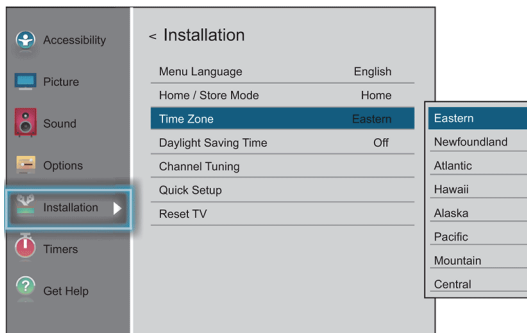 Accessibility
Picture
Sound
Options
Installation
Timers
Get Help
< Installation
Menu Language English
Home / Store Mode Home
Time Zone Eastern
Daylight Saving Time Off
Channel Tuning
Quick Setup
Reset TV
Eastern
Newfoundland
Atlantic
Hawaii
Alaska
Pacific
Mountain
Central